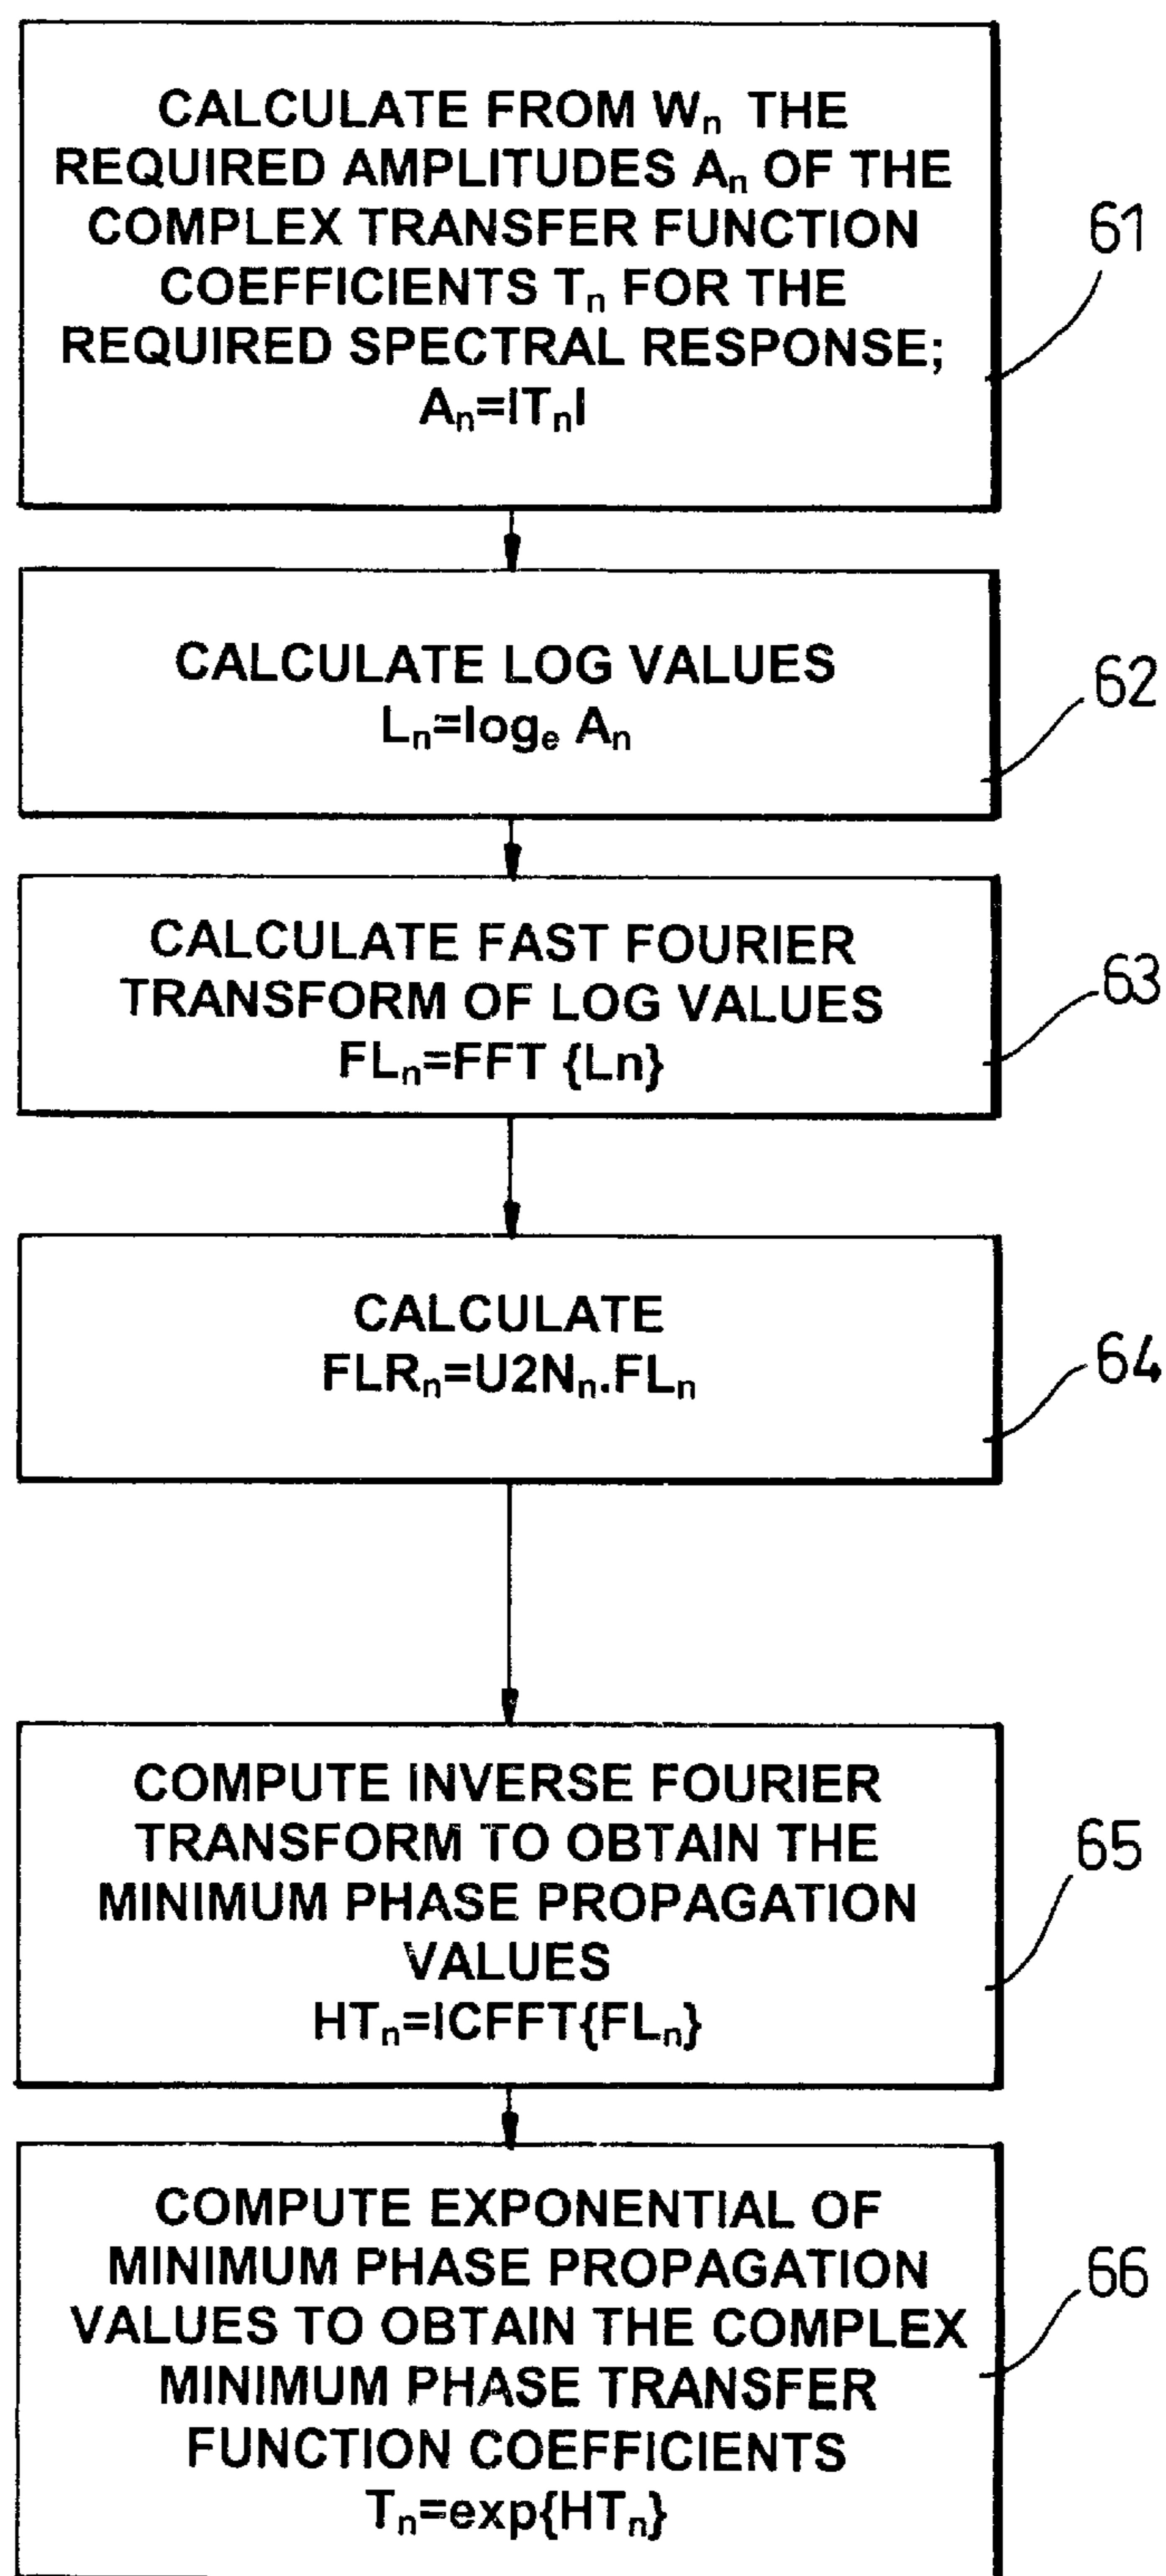 CALCULATE FROM Wₙ THE
REQUIRED AMPLITUDES Aₙ OF THE
COMPLEX TRANSFER FUNCTION
COEFFICIENTS Tₙ FOR THE
REQUIRED SPECTRAL RESPONSE;
Aₙ=ITₙI
61
CALCULATE LOG VALUES
Lₙ=logₑ Aₙ
62
CALCULATE FAST FOURIER
TRANSFORM OF LOG VALUES
FLₙ=FFT {Ln}
63
CALCULATE
FLRₙ=U2Nₙ.FLₙ
64
COMPUTE INVERSE FOURIER
TRANSFORM TO OBTAIN THE
MINIMUM PHASE PROPAGATION
VALUES
HTₙ=ICFFT{FLₙ}
65
COMPUTE EXPONENTIAL OF
MINIMUM PHASE PROPAGATION
VALUES TO OBTAIN THE COMPLEX
MINIMUM PHASE TRANSFER
FUNCTION COEFFICIENTS
Tₙ=exp{HTₙ}
66